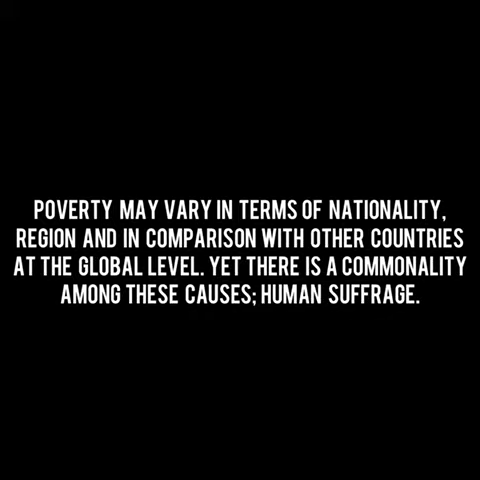 POVERTY MAY VARY IN TERMS OF NATIONALITY,
REGION AND IN COMPARISON WITH OTHER COUNTRIES
AT THE GLOBAL LEVEL. YET THERE IS A COMMONALITY
AMONG THESE CAUSES; HUMAN SUFFRAGE.